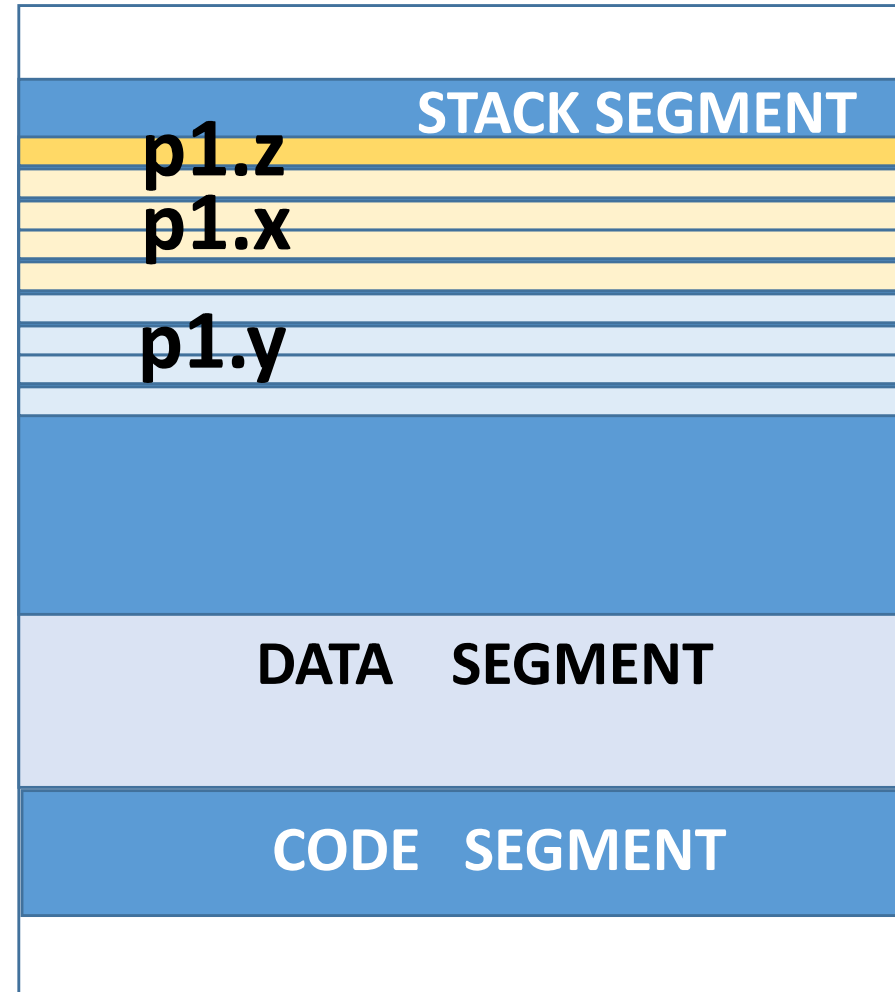 STACK SEGMENT
p1.z
p1.x
p1.y
DATA SEGMENT
CODE SEGMENT